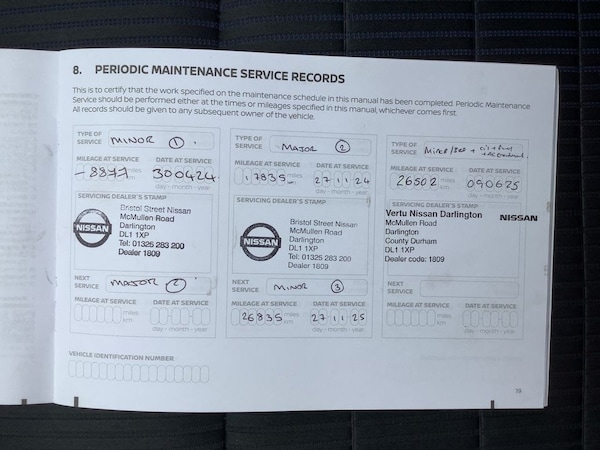 8. PERIODIC MAINTENANCE SERVICE RECORDS
This is to certify that the work specified on the maintenance schedule in this manual has been completed. Periodic Maintenance
Service should be performed either at the times or mileages specified in this manual, whichever comes first.
All records should be given to any subsequent owner of the vehicle.
TYPE OF SERVICE MINOR 1
MILEAGE AT SERVICE DATE AT SERVICE
-8877 miles km 300424
day - month - year
SERVICING DEALER'S STAMP
NISSAN
Bristol Street Nissan
McMullen Road
Darlington
DL1 1XP
Tel: 01325 283 200
Dealer 1809
NEXT SERVICE MAJOR 2
MILEAGE AT SERVICE DATE AT SERVICE
miles km
day - month - year
TYPE OF SERVICE MAJOR 2
MILEAGE AT SERVICE DATE AT SERVICE
17835 miles km 271124
day - month - year
SERVICING DEALER'S STAMP
NISSAN
Bristol Street Nissan
McMullen Road
Darlington
DL1 1XP
Tel: 01325 283 200
Dealer 1809
NEXT SERVICE MINOR 3
MILEAGE AT SERVICE DATE AT SERVICE
26835 miles km 271125
day - month - year
TYPE OF SERVICE Minor
MILEAGE AT SERVICE DATE AT SERVICE
26502 miles km 090625
day - month - year
SERVICING DEALER'S STAMP
Vertu Nissan Darlington NISSAN
McMullen Road
Darlington
County Durham
DL1 1XP
Dealer code: 1809
NEXT SERVICE
MILEAGE AT SERVICE DATE AT SERVICE
miles km
day - month - year
VEHICLE IDENTIFICATION NUMBER
19